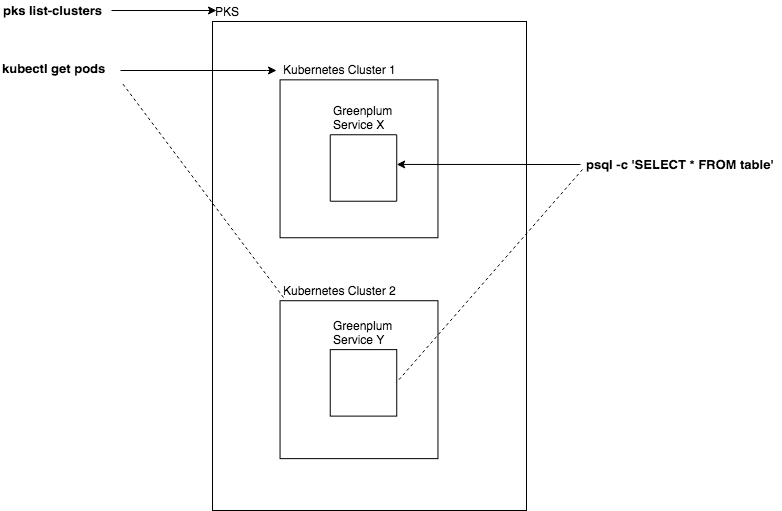 pks list-clusters
PKS
kubectl get pods
Kubernetes Cluster 1
Greenplum
Service X
psql -c 'SELECT * FROM table'
Kubernetes Cluster 2
Greenplum
Service Y